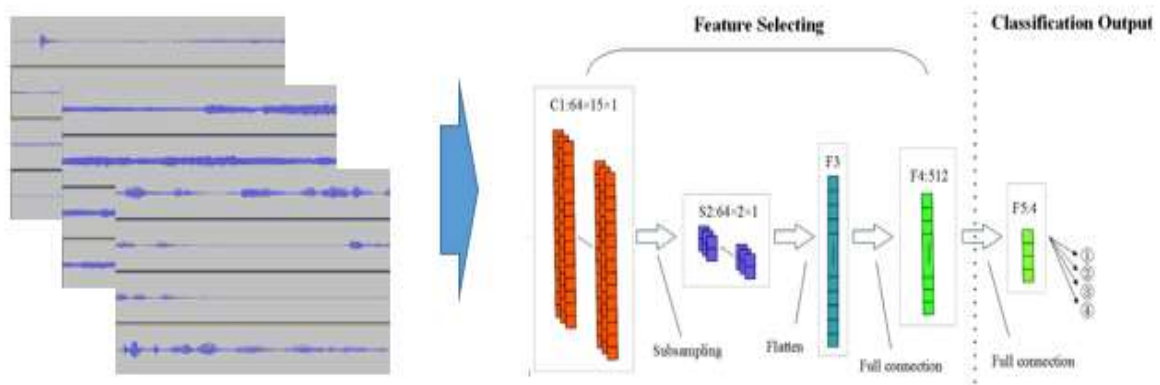 Feature Selecting
Classification Output
C1:64×15×1
S2:64×2×1
F3
F4:512
F5:4
①
②
③
④
Subsampling
Flatten
Full connection
Full connection